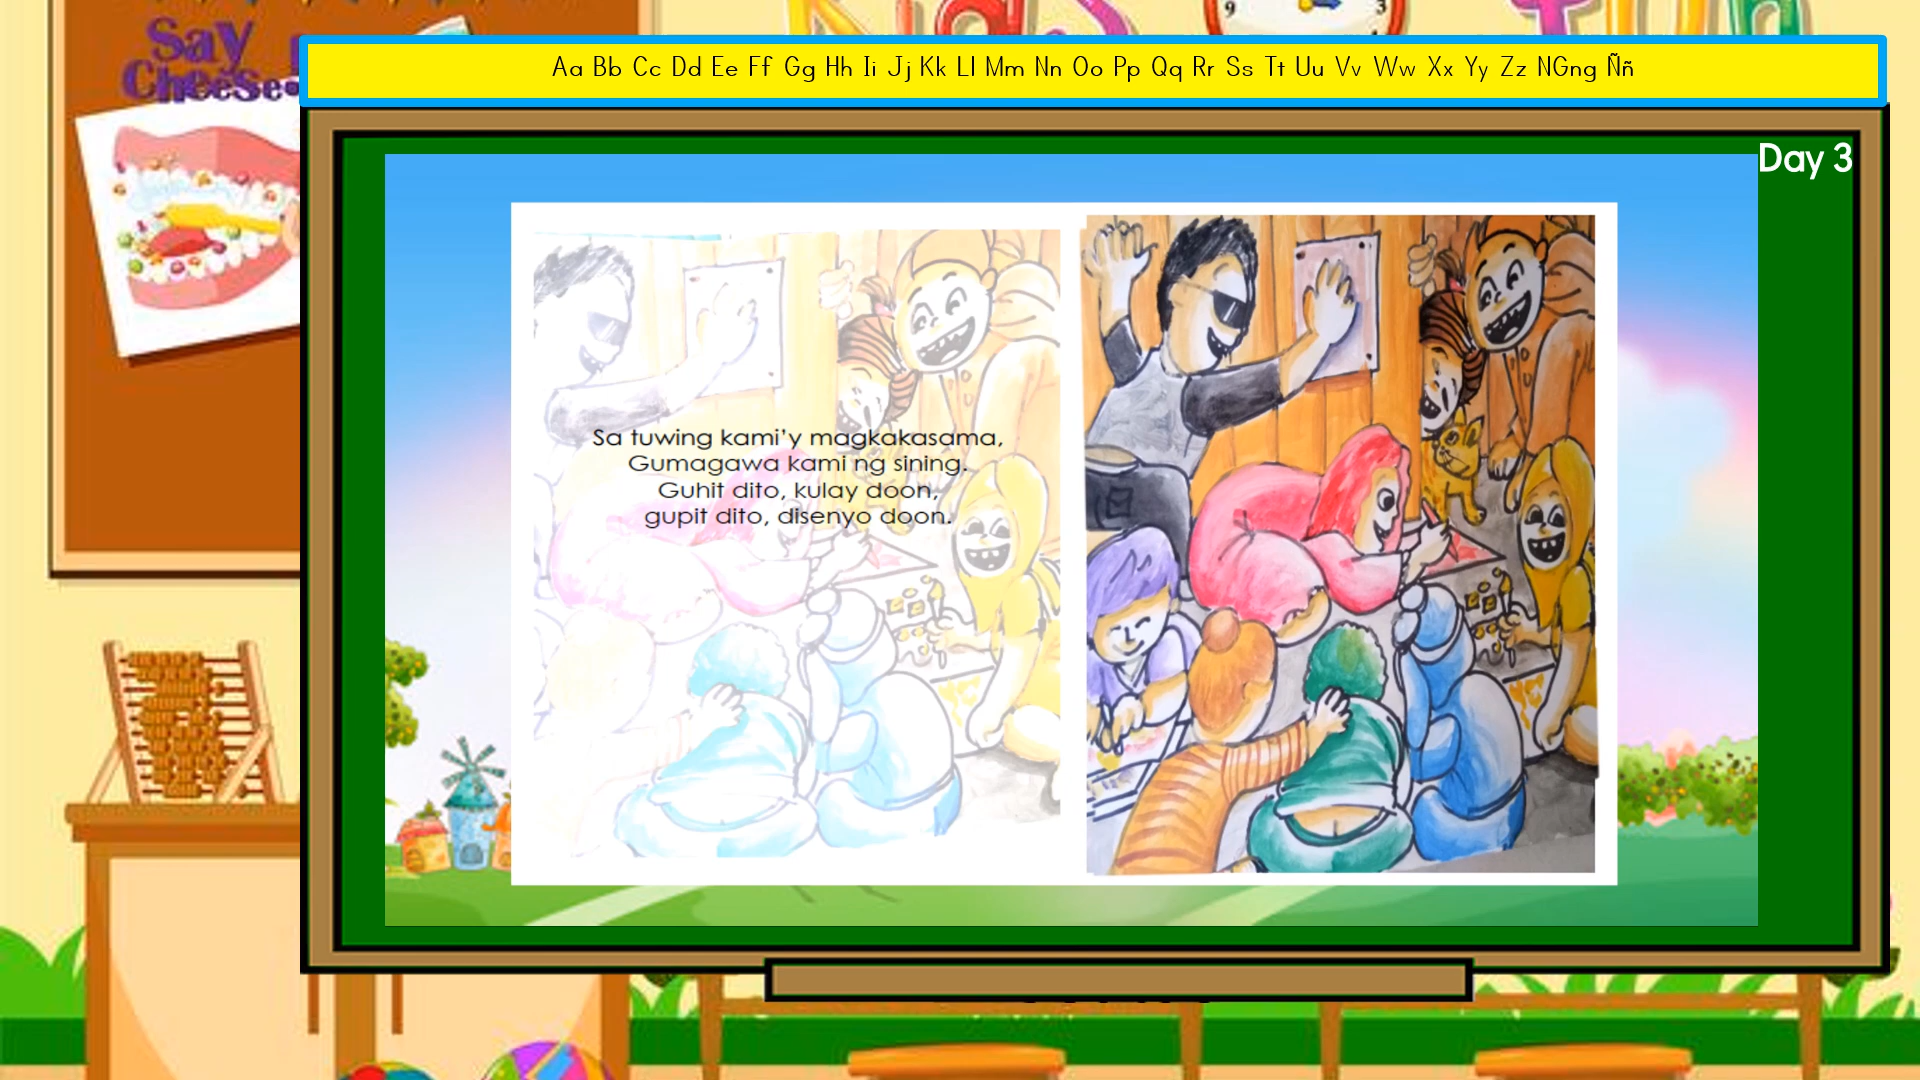 Say
Cheese
9
3
Aa Bb Cc Dd Ee Ff Gg Hh Ii Jj Kk Ll Mm Nn Oo Pp Qq Rr Ss Tt Uu Vv Ww Xx Yy Zz NGng Ññ
Day 3
Sa tuwing kami'y magkakasama,
Gumagawa kami ng sining.
Guhit dito, kulay doon,
gupit dito, disenyo doon.